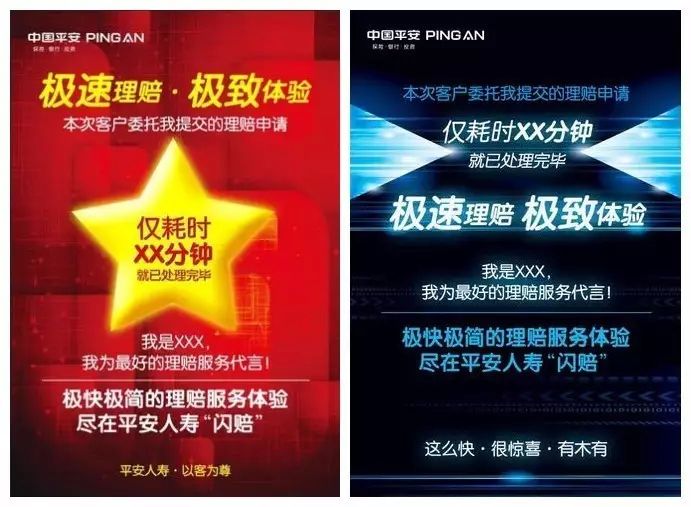 中国平安 PING AN
保险·银行·投资
极速理赔·极致体验
本次客户委托我提交的理赔申请
仅耗时
XX分钟
就已处理完毕
我是XXX，
我为最好的理赔服务代言！
极快极简的理赔服务体验
尽在平安人寿“闪赔”
平安人寿·以客为尊
中国平安 PING AN
保险·银行·投资
本次客户委托我提交的理赔申请
仅耗时XX分钟
就已处理完毕
极速理赔 极致体验
我是XXX，
我为最好的理赔服务代言！
极快极简的理赔服务体验
尽在平安人寿“闪赔”
这么快·很惊喜·有木有